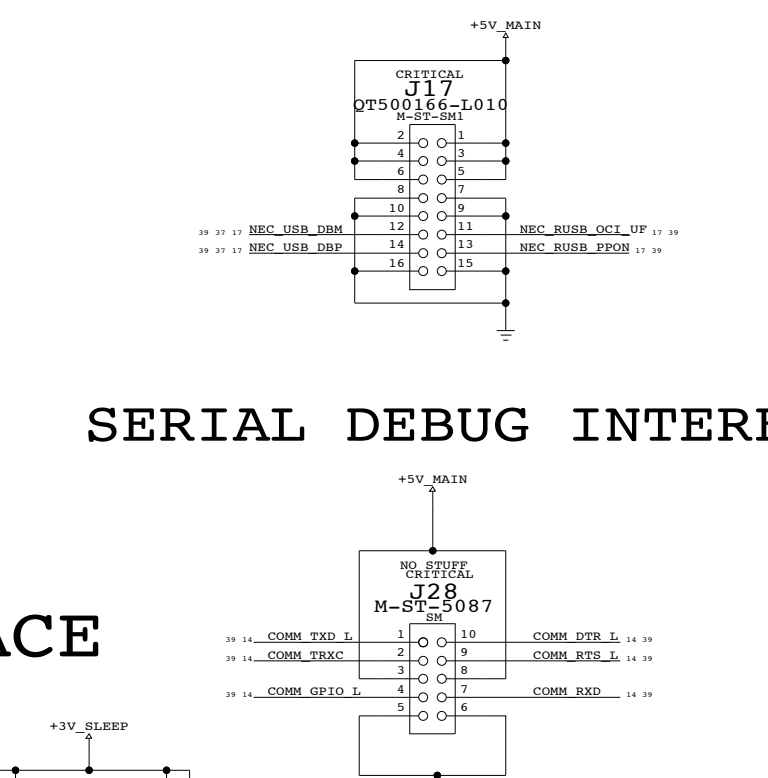 +5V_MAIN
CRITICAL
J17
QT500166-L010
M-ST-SM1
2 1
4 3
6 5
8 7
10 9
39 37 17 NEC_USB_DBM 12 11 NEC_RUSB_OCI_UF 17 39
39 37 17 NEC_USB_DBP 14 13 NEC_RUSB_PPON 17 39
16 15
SERIAL DEBUG INTERF
+5V_MAIN
NO STUFF
CRITICAL
J28
M-ST-5087
SM
39 14 COMM_TXD_L 1 10 COMM_DTR_L 14 39
39 14 COMM_TRXC 2 9 COMM_RTS_L 14 39
3 8
39 14 COMM_GPIO_L 4 7 COMM_RXD 14 39
5 6
ACE
+3V_SLEEP